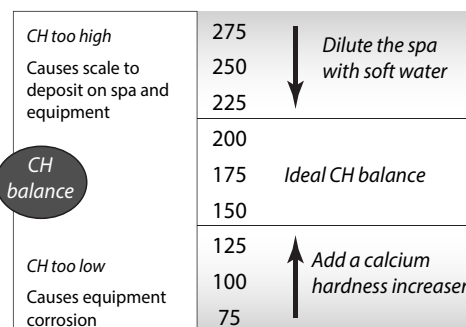 CH too high
Causes scale to
deposit on spa and
equipment
CH
balance
CH too low
Causes equipment
corrosion
275
250
225
200
175
150
125
100
75
Dilute the spa
with soft water
Ideal CH balance
Add a calcium
hardness increaser